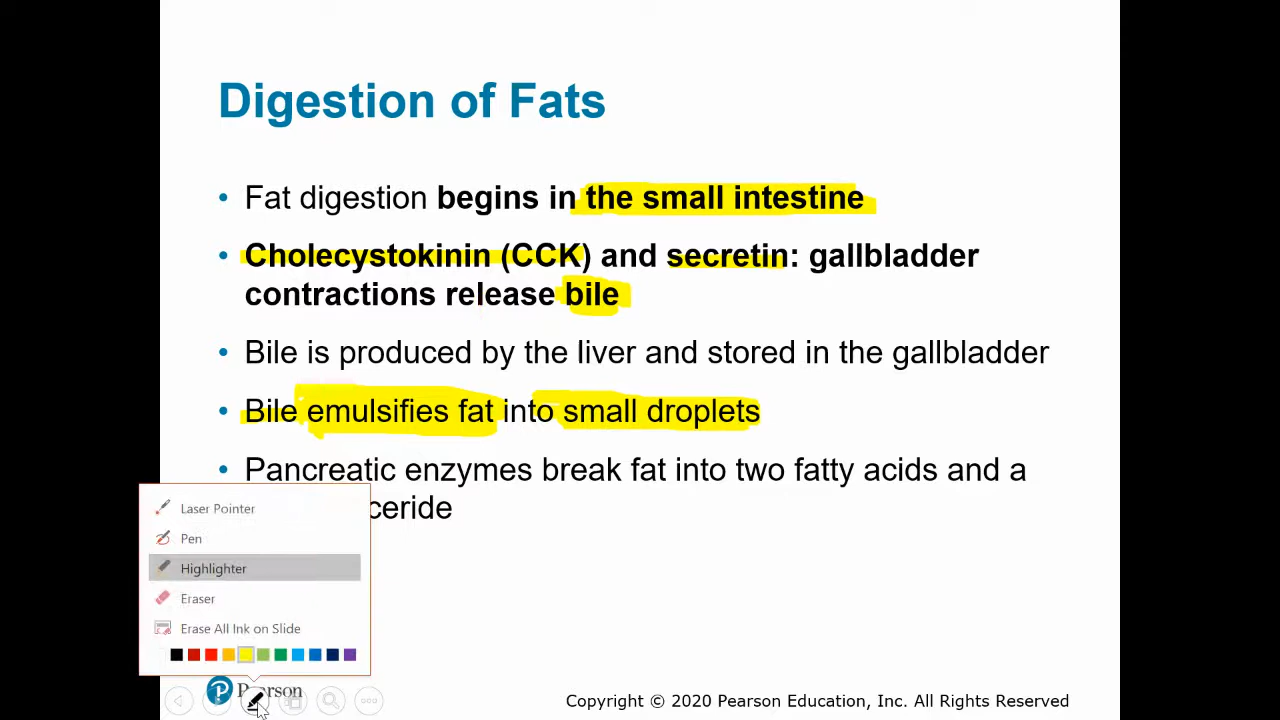 Digestion of Fats
• Fat digestion begins in the small intestine
• Cholecystokinin (CCK) and secretin: gallbladder
contractions release bile
• Bile is produced by the liver and stored in the gallbladder
• Bile emulsifies fat into small droplets
• Pancreatic enzymes break fat into two fatty acids and a
ceride
Laser Pointer
Pen
Highlighter
Eraser
Erase All Ink on Slide
Pearson
Copyright © 2020 Pearson Education, Inc. All Rights Reserved